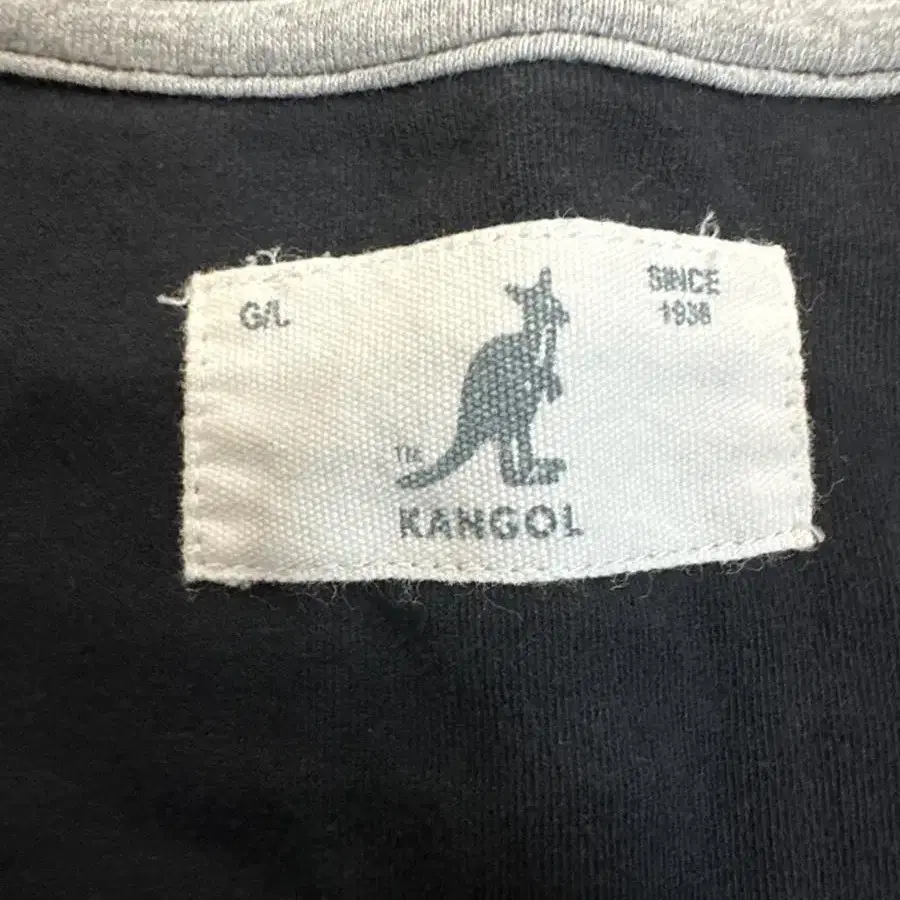 G/L
SINCE
1938
TM
KANGOL